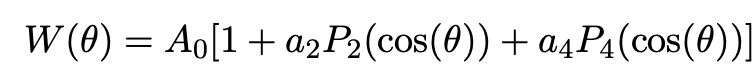 W(θ) = A₀[1 + a₂P₂(cos(θ)) + a₄P₄(cos(θ))]